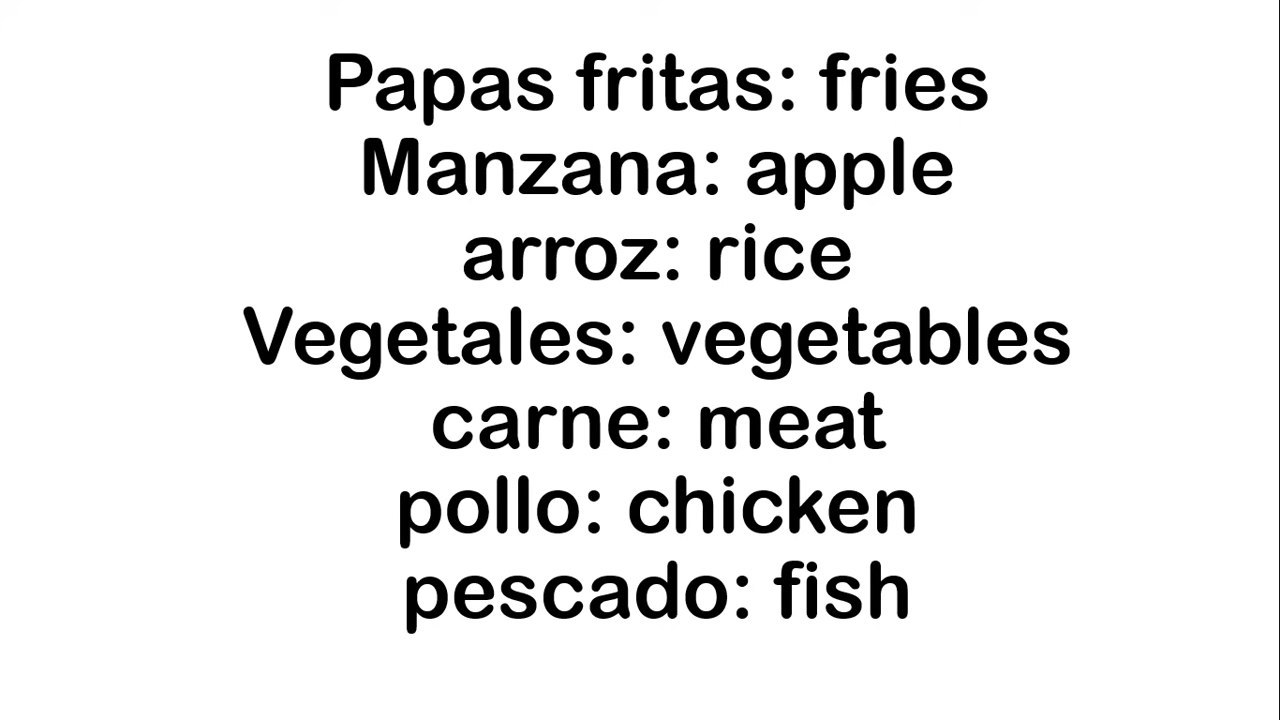 Papas fritas: fries
Manzana: apple
arroz: rice
Vegetales: vegetables
carne: meat
pollo: chicken
pescado: fish